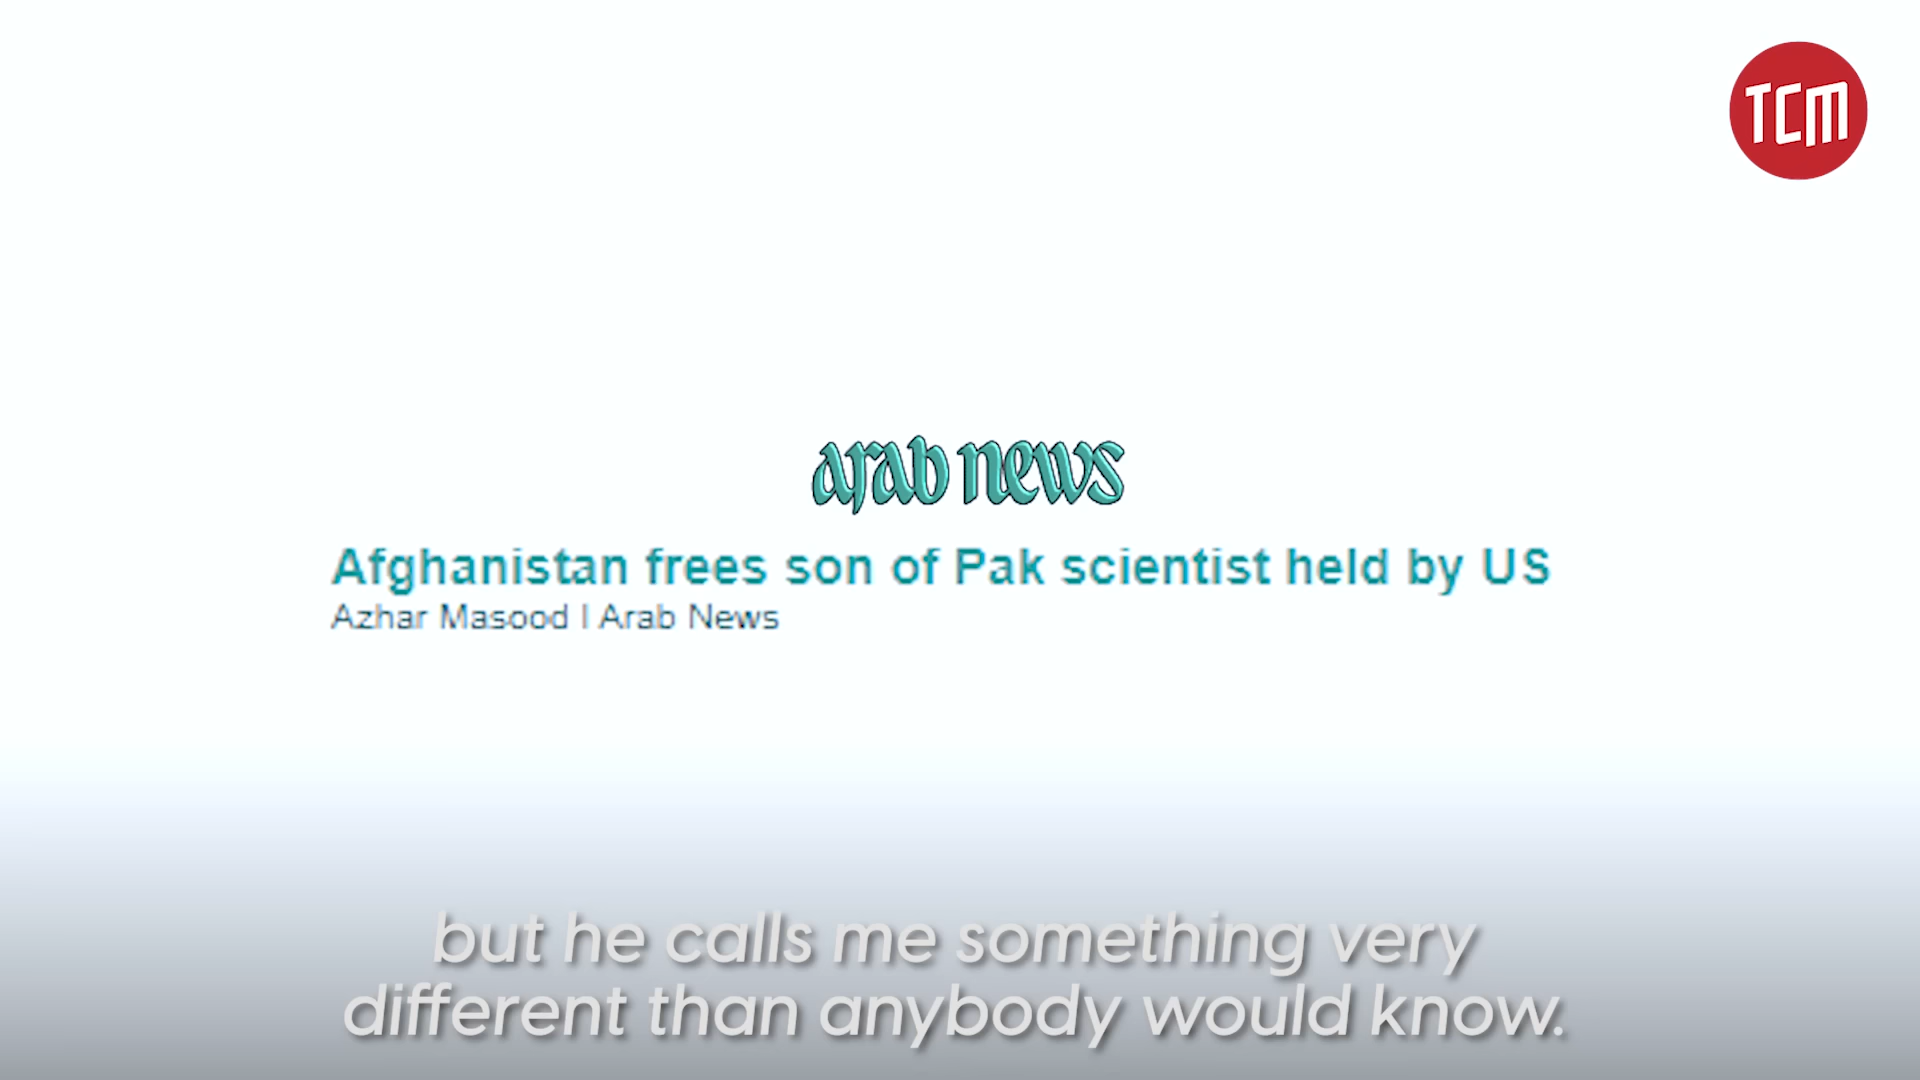 TCM
arab news
Afghanistan frees son of Pak scientist held by US
Azhar Masood | Arab News
but he calls me something very
different than anybody would know.